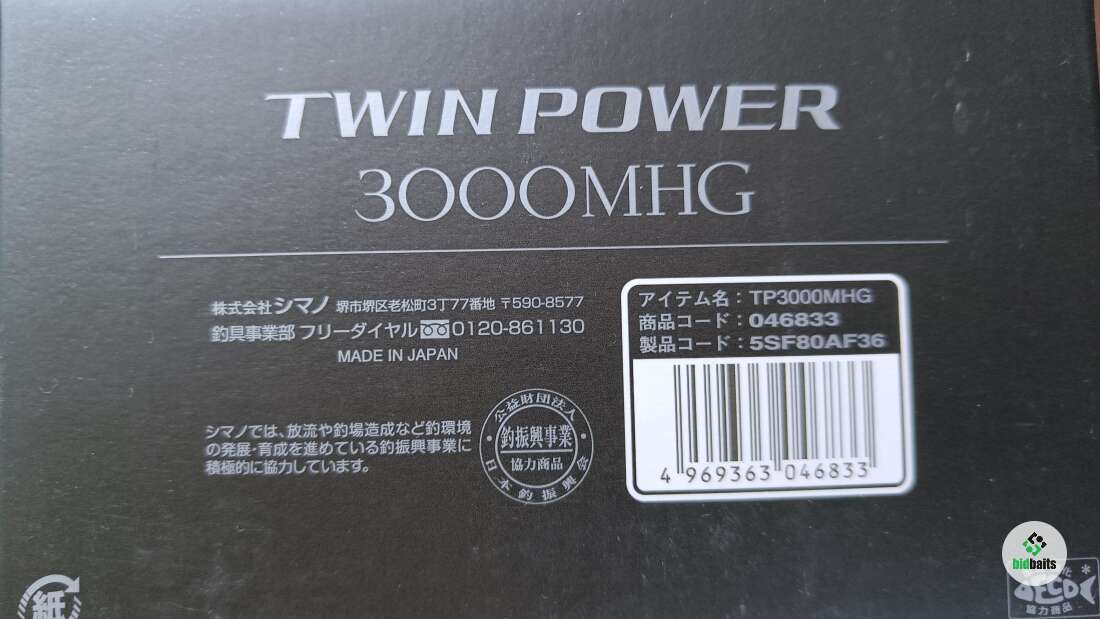 TWIN POWER
3000MHG
株式会社 シマノ 堺市堺区老松町3丁77番地 〒590-8577
釣具事業部 フリーダイヤル 0120-861130
MADE IN JAPAN
アイテム名：TP3000MHG
商品コード：046833
製品コード：5SF80AF36
4 969363 046833
シマノでは、放流や釣場造成など釣環境
の発展・育成を進めている釣振興事業に
積極的に協力しています。
公益財団法人
釣振興事業
協力商品
日本釣振興会
紙
bidbaits
協力商品